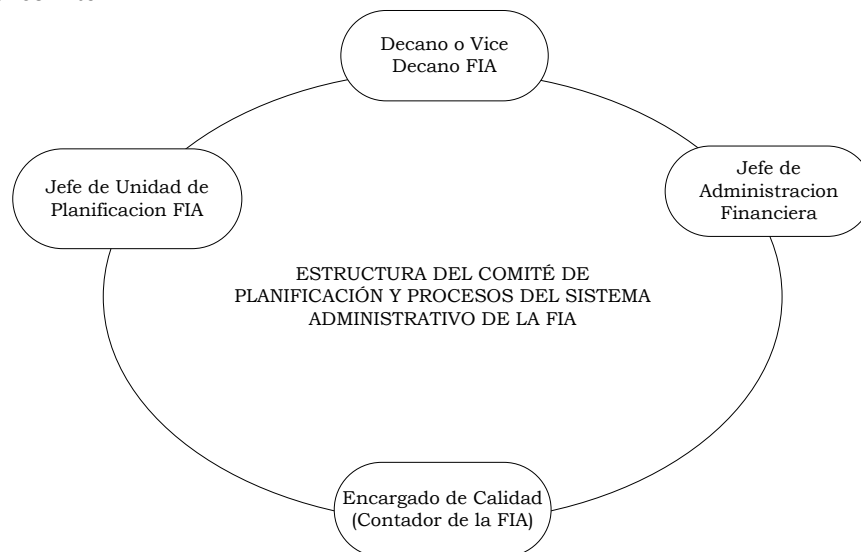 Decano o Vice
Decano FIA
Jefe de Unidad de
Planificacion FIA
Jefe de
Administracion
Financiera
ESTRUCTURA DEL COMITÉ DE
PLANIFICACIÓN Y PROCESOS DEL SISTEMA
ADMINISTRATIVO DE LA FIA
Encargado de Calidad
(Contador de la FIA)